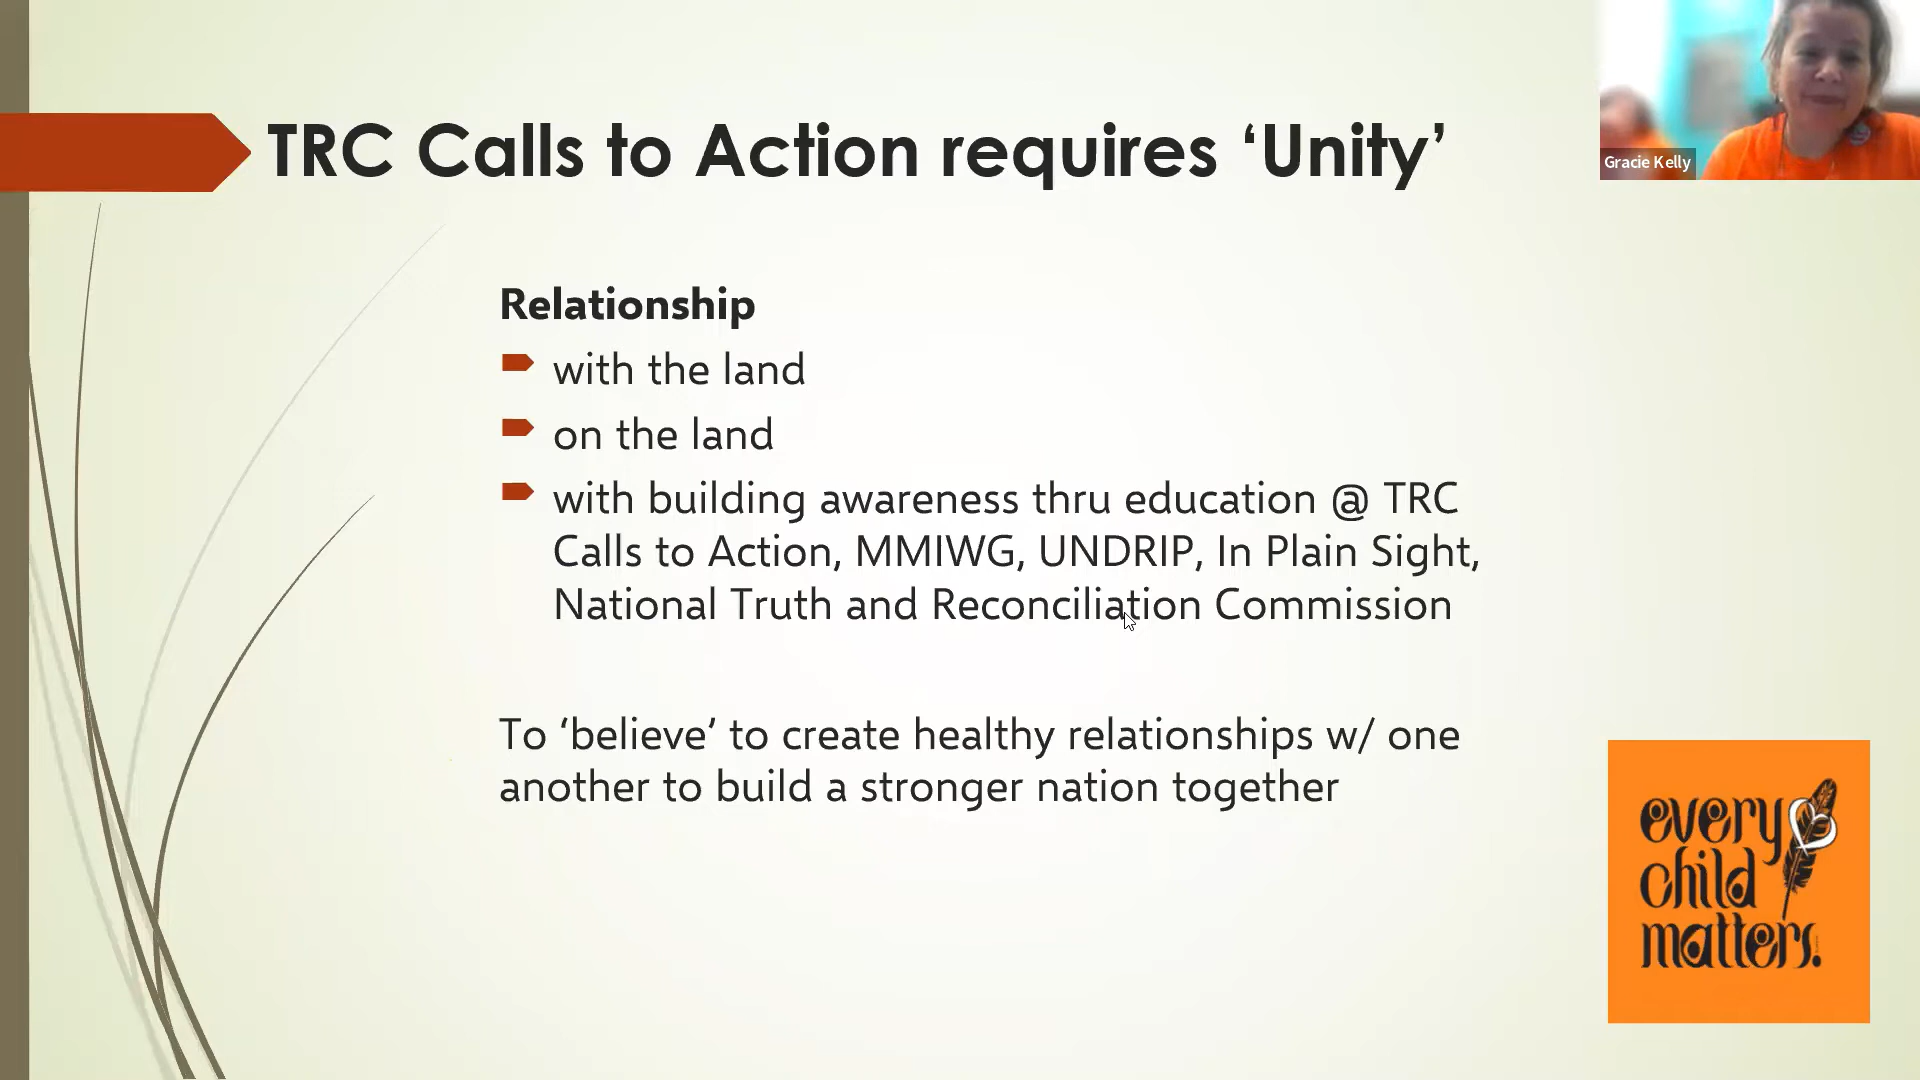 TRC Calls to Action requires ‘Unity’
Gracie Kelly
Relationship
with the land
on the land
with building awareness thru education @ TRC
Calls to Action, MMIWG, UNDRIP, In Plain Sight,
National Truth and Reconciliation Commission
To ‘believe’ to create healthy relationships w/ one
another to build a stronger nation together
every
child
matters.